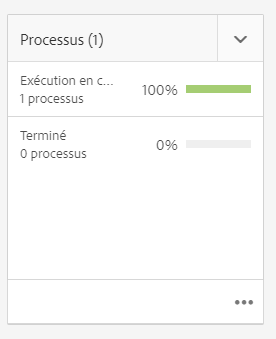 Processus (1)
Exécution en c...
1 processus
100%
Terminé
0 processus
0%